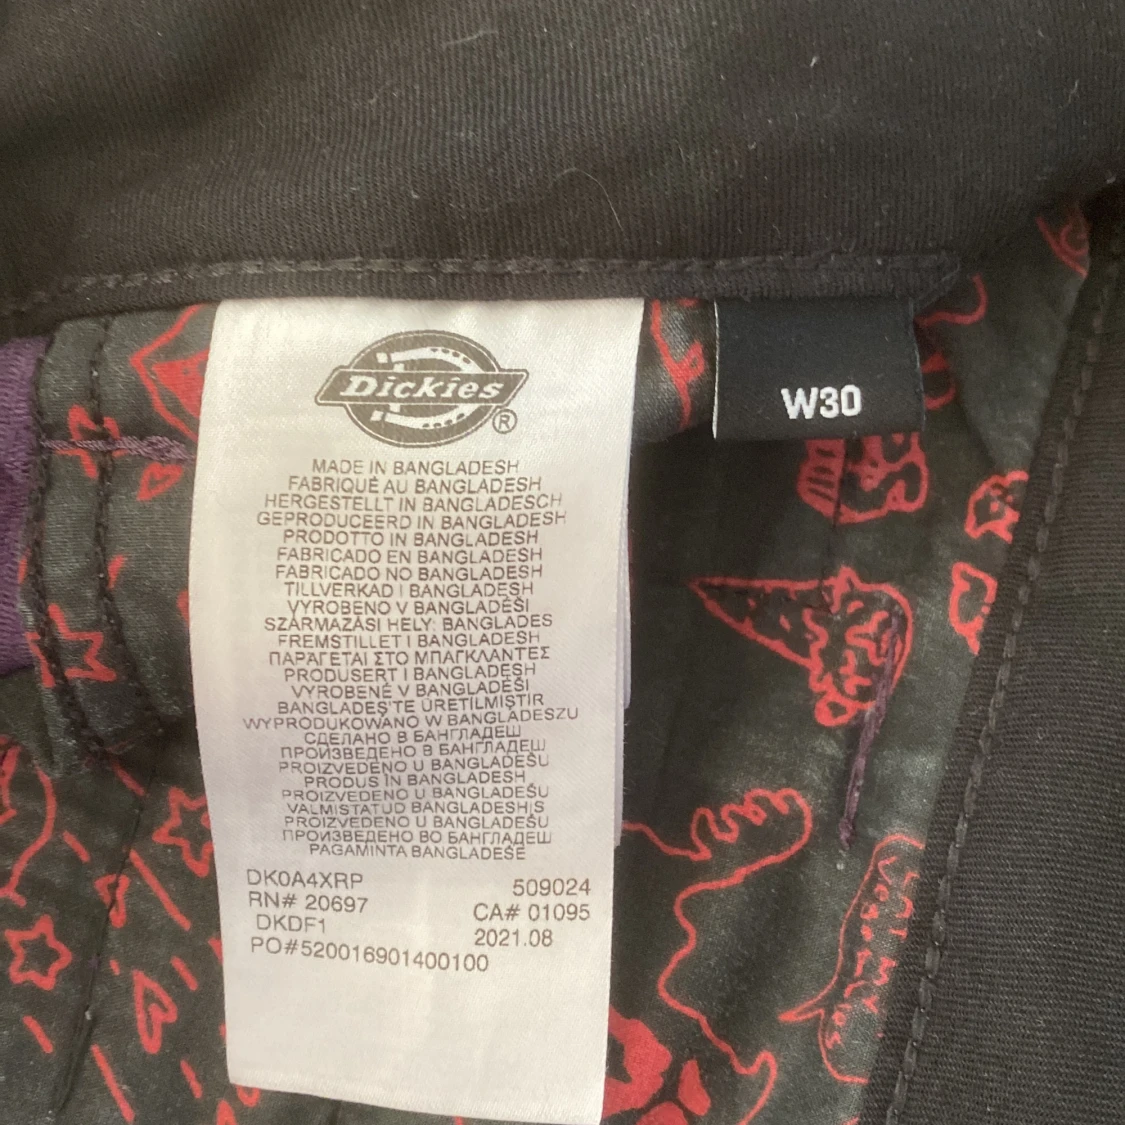 Dickies®
MADE IN BANGLADESH
FABRIQUÉ AU BANGLADESH
HERGESTELLT IN BANGLADESCH
GEPRODUCEERD IN BANGLADESH
PRODOTTO IN BANGLADESH
FABRICADO EN BANGLADESH
FABRICADO NO BANGLADESH
TILLVERKAD I BANGLADESH
VYROBENO V BANGLADÉŠI
SZÁRMAZÁSI HELY: BANGLADES
FREMSTILLET I BANGLADESH
ΠΑΡΑΓΕΤΑΙ ΣΤΟ ΜΠΑΓΚΛΑΝΤΕΣ
PRODUSERT I BANGLADESH
VYROBENÉ V BANGLADÉŠI
BANGLADEŞ'TE ÜRETİLMİŞTİR
WYPRODUKOWANO W BANGLADESZU
СДЕЛАНО В БАНГЛАДЕШ
ПРОИЗВЕДЕНО В БАНГЛАДЕШ
PROIZVEDENO U BANGLADEŠU
PRODUS ÎN BANGLADESH
PROIZVEDENO U BANGLADEŠU
VALMISTATUD BANGLADESHIS
PROIZVEDENO U BANGLADEŠU
ПРОИЗВЕДЕНО ВО БАНГЛАДЕШ
PAGAMINTA BANGLADEŠE
DK0A4XRP 509024
RN# 20697 CA# 01095
DKDF1 2021.08
PO#520016901400100
W30